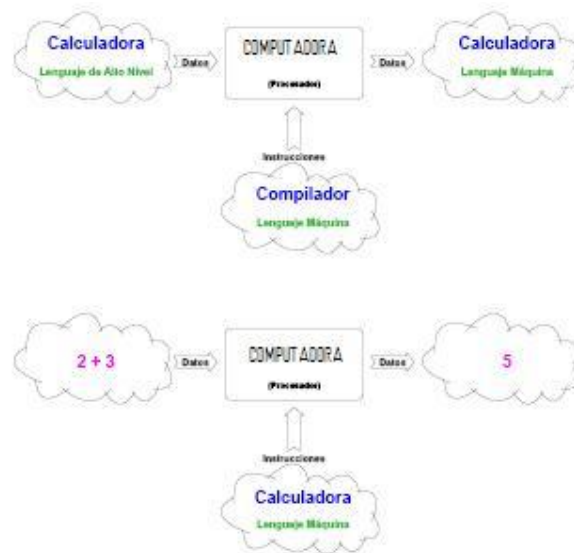 Calculadora
Lenguaje de Alto Nivel
Datos
COMPUTADORA
(Procesador)
Datos
Calculadora
Lenguaje Máquina
Instrucciones
Compilador
Lenguaje Máquina
2 + 3
Datos
COMPUTADORA
(Procesador)
Datos
5
Instrucciones
Calculadora
Lenguaje Máquina